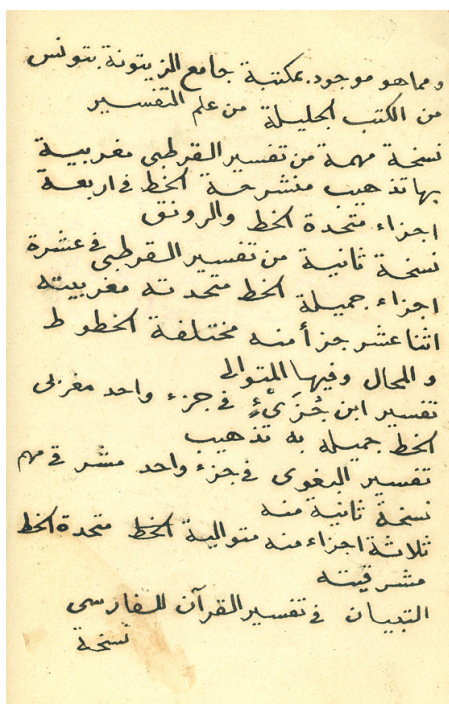 ومما هو موجود بمكتبة جامع الزيتونة بتونس
من الكتب الجليلة من علم التفسير
نسخة مهمة من تفسير القرطبي مغربية
بها تذهيب منشرحة الخط في اربعة
اجزاء متحدة الخط والرونق
نسخة ثانية من تفسير القرطبي في عشرة
اجزاء جميلة الخط متحدته مغربيته
اثنا عشر جزأ منه مختلفة الخطوط
و المحال وفيها المتوالي
تفسير ابن جُزَىْءٍ في جزء واحد مغربي
الخط جميله به تذهيب
تفسير البغوى في جزء واحد مشرقي مهم
نسخة ثانية منه
ثلاثة اجزاء منه متوالية الخط متحدة الخط
مشرقيته
التبيان في تفسير القرآن للفارسي
نسخة